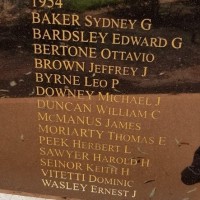 1954
BAKER SYDNEY G
BARDSLEY EDWARD G
BERTONE OTTAVIO
BROWN JEFFREY J
BYRNE LEO P
DOWNEY MICHAEL J
DUNCAN WILLIAM C
MCMANUS JAMES
MORIARTY THOMAS E
PEEK HERBERT L
SAWYER HAROLD H
SEINOR KEITH H
VITETTI DOMINIC
WASLEY ERNEST J